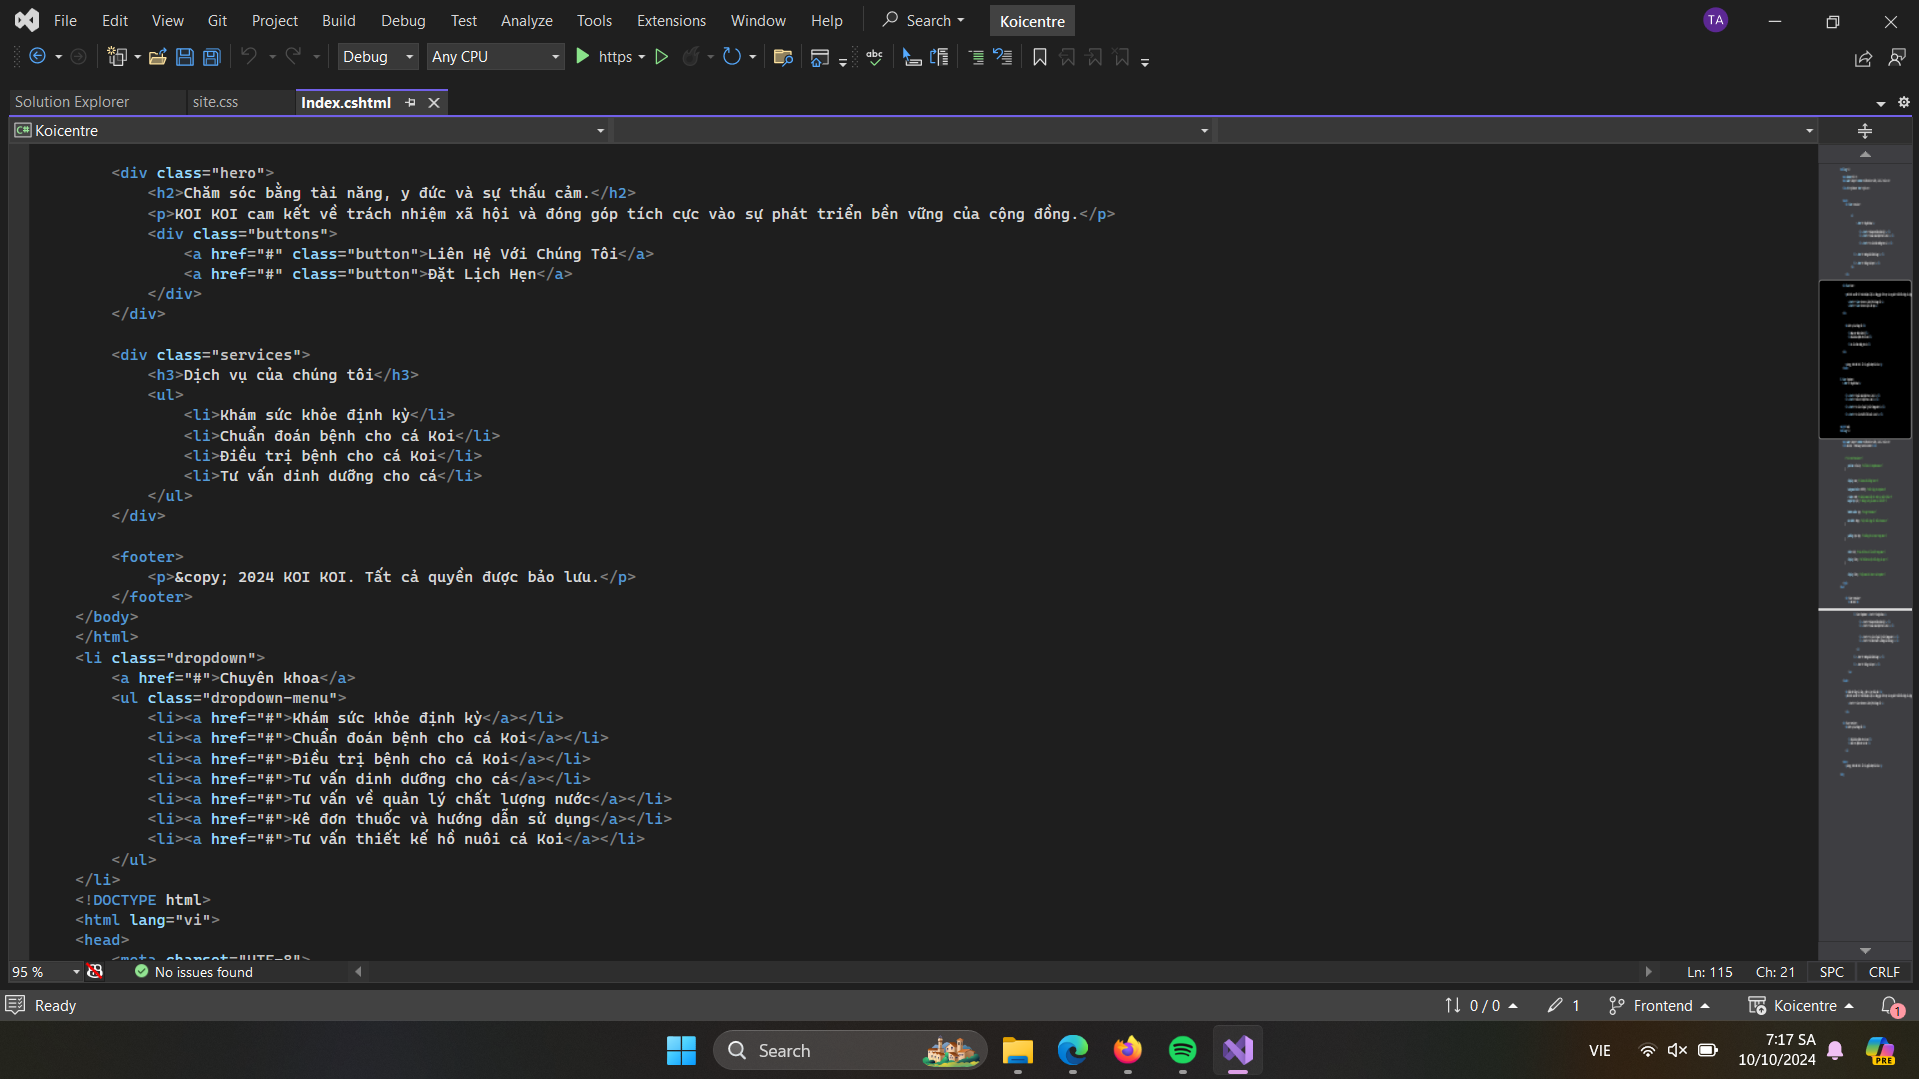 File Edit View Git Project Build Debug Test Analyze Tools Extensions Window Help Search Koicentre TA
Debug Any CPU https abc
Solution Explorer site.css Index.cshtml
C# Koicentre
<div class="hero">
<h2>Chăm sóc bằng tài năng, y đức và sự thấu cảm.</h2>
<p>KOI KOI cam kết về trách nhiệm xã hội và đóng góp tích cực vào sự phát triển bền vững của cộng đồng.</p>
<div class="buttons">
<a href="#" class="button">Liên Hệ Với Chúng Tôi</a>
<a href="#" class="button">Đặt Lịch Hẹn</a>
</div>
</div>
<div class="services">
<h3>Dịch vụ của chúng tôi</h3>
<ul>
<li>Khám sức khỏe định kỳ</li>
<li>Chuẩn đoán bệnh cho cá Koi</li>
<li>Điều trị bệnh cho cá Koi</li>
<li>Tư vấn dinh dưỡng cho cá</li>
</ul>
</div>
<footer>
<p>&copy; 2024 KOI KOI. Tất cả quyền được bảo lưu.</p>
</footer>
</body>
</html>
<li class="dropdown">
<a href="#">Chuyên khoa</a>
<ul class="dropdown-menu">
<li><a href="#">Khám sức khỏe định kỳ</a></li>
<li><a href="#">Chuẩn đoán bệnh cho cá Koi</a></li>
<li><a href="#">Điều trị bệnh cho cá Koi</a></li>
<li><a href="#">Tư vấn dinh dưỡng cho cá</a></li>
<li><a href="#">Tư vấn về quản lý chất lượng nước</a></li>
<li><a href="#">Kê đơn thuốc và hướng dẫn sử dụng</a></li>
<li><a href="#">Tư vấn thiết kế hồ nuôi cá Koi</a></li>
</ul>
</li>
<!DOCTYPE html>
<html lang="vi">
<head>
<meta charset="UTF-8">
95 % No issues found Ln: 115 Ch: 21 SPC CRLF
Ready 0 / 0 1 Frontend Koicentre 1
Search VIE 7:17 SA
10/10/2024 PRE